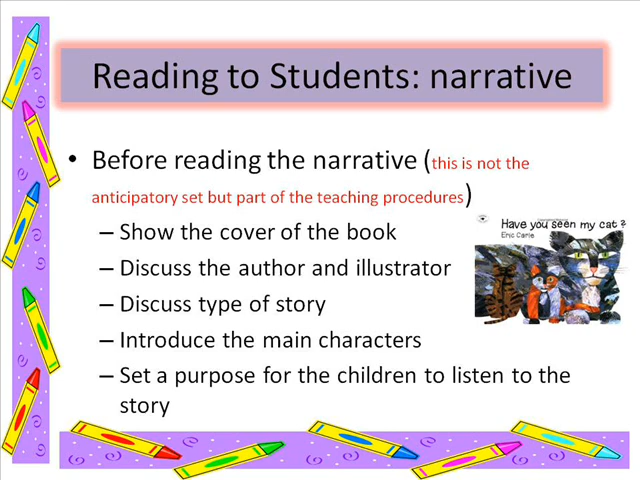 Reading to Students: narrative
• Before reading the narrative (this is not the
anticipatory set but part of the teaching procedures)
– Show the cover of the book
– Discuss the author and illustrator
– Discuss type of story
– Introduce the main characters
– Set a purpose for the children to listen to the
story
Have you seen my cat?
Eric Carle